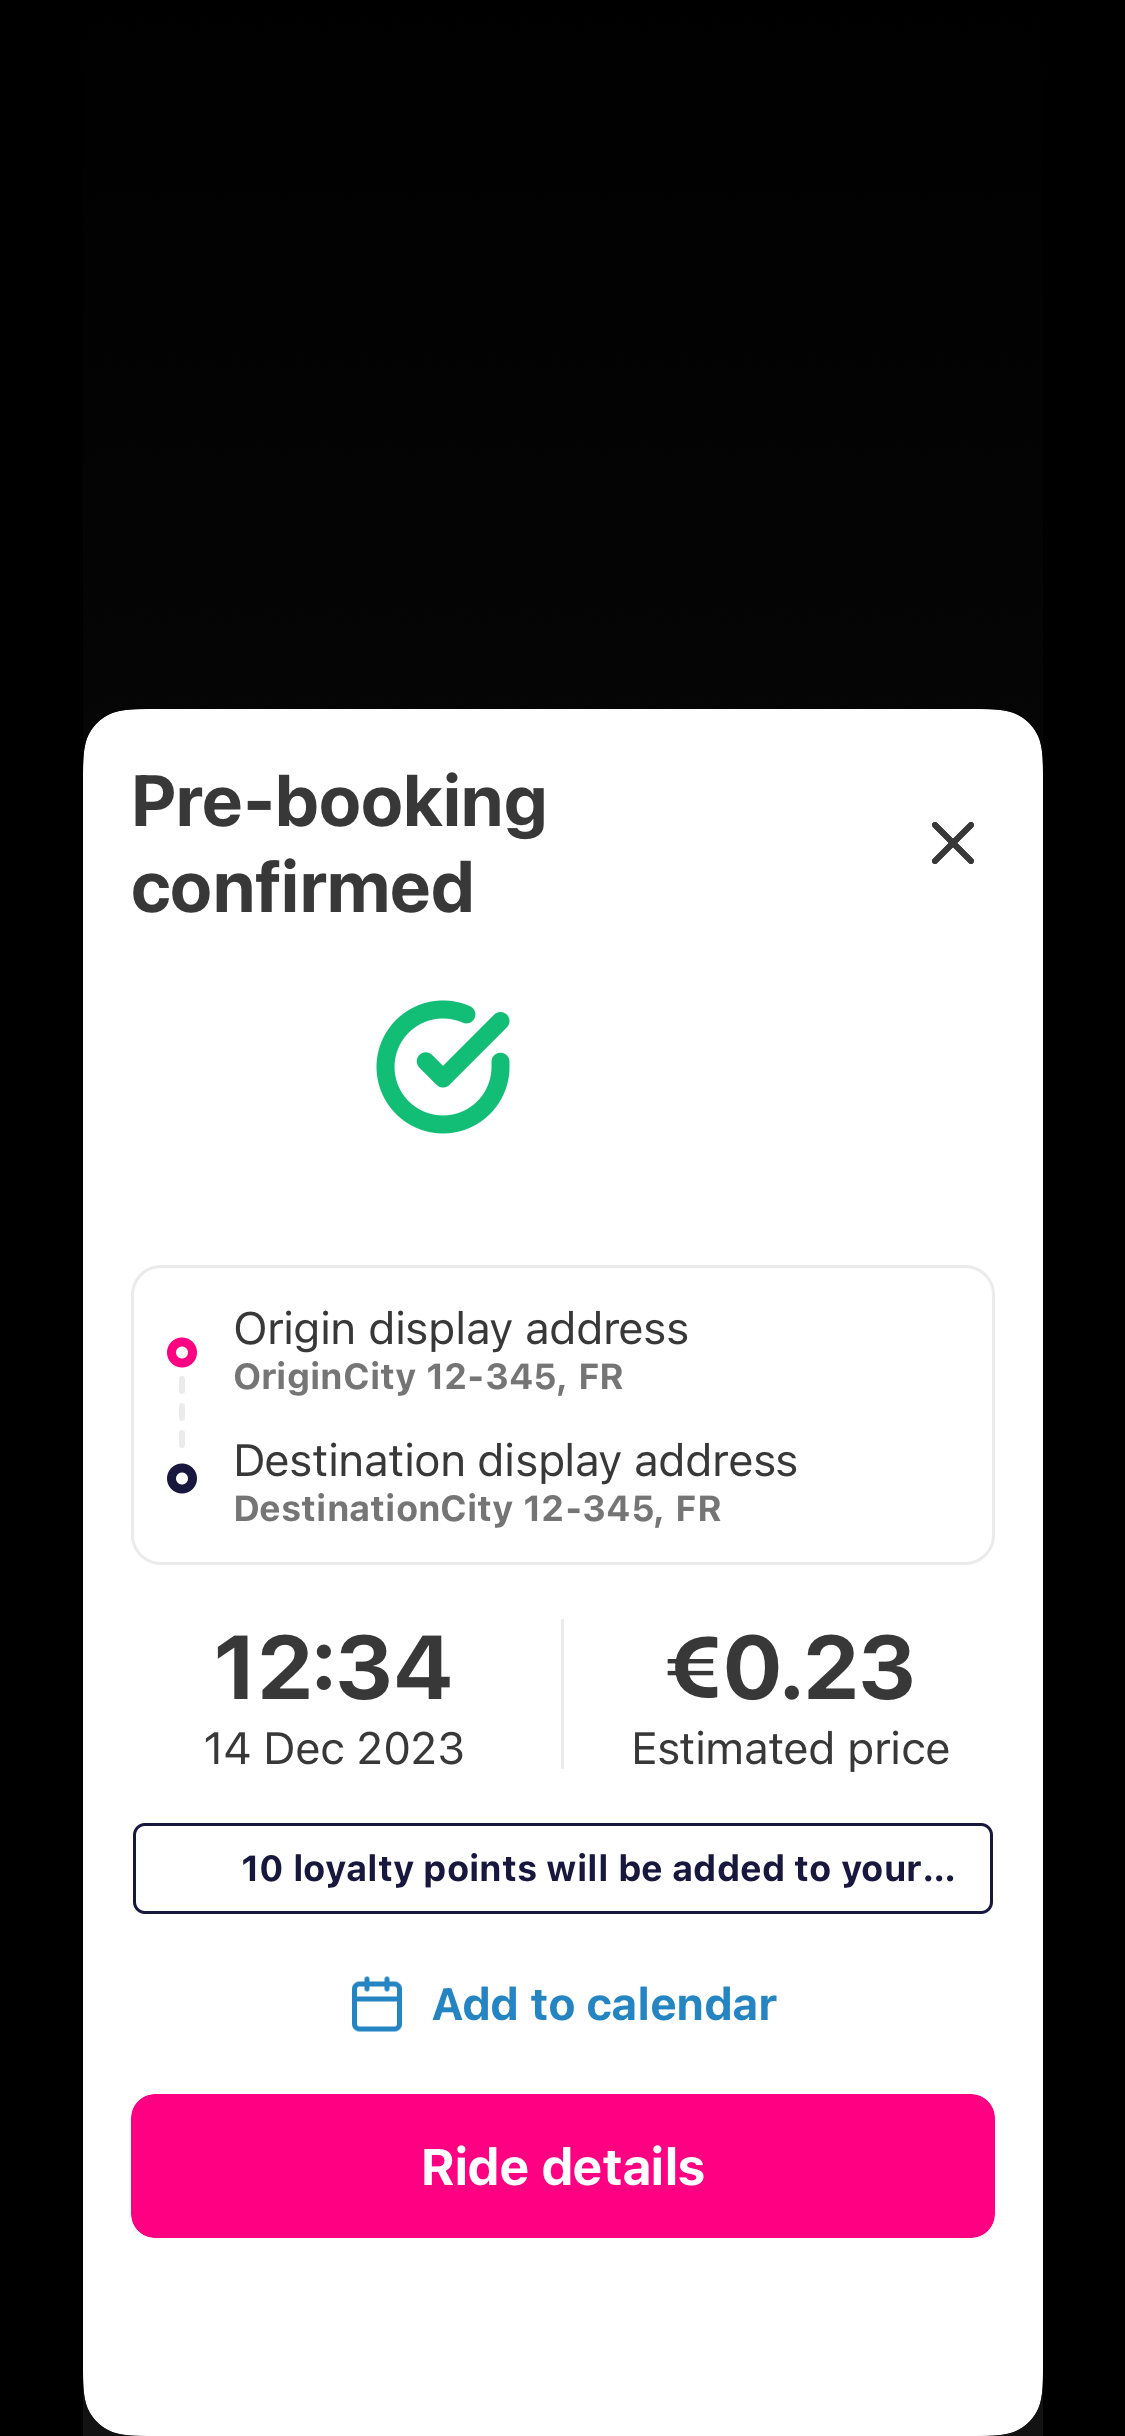 Pre-booking
confirmed
Origin display address
OriginCity 12-345, FR
Destination display address
DestinationCity 12-345, FR
12:34
14 Dec 2023
€0.23
Estimated price
10 loyalty points will be added to your...
Add to calendar
Ride details